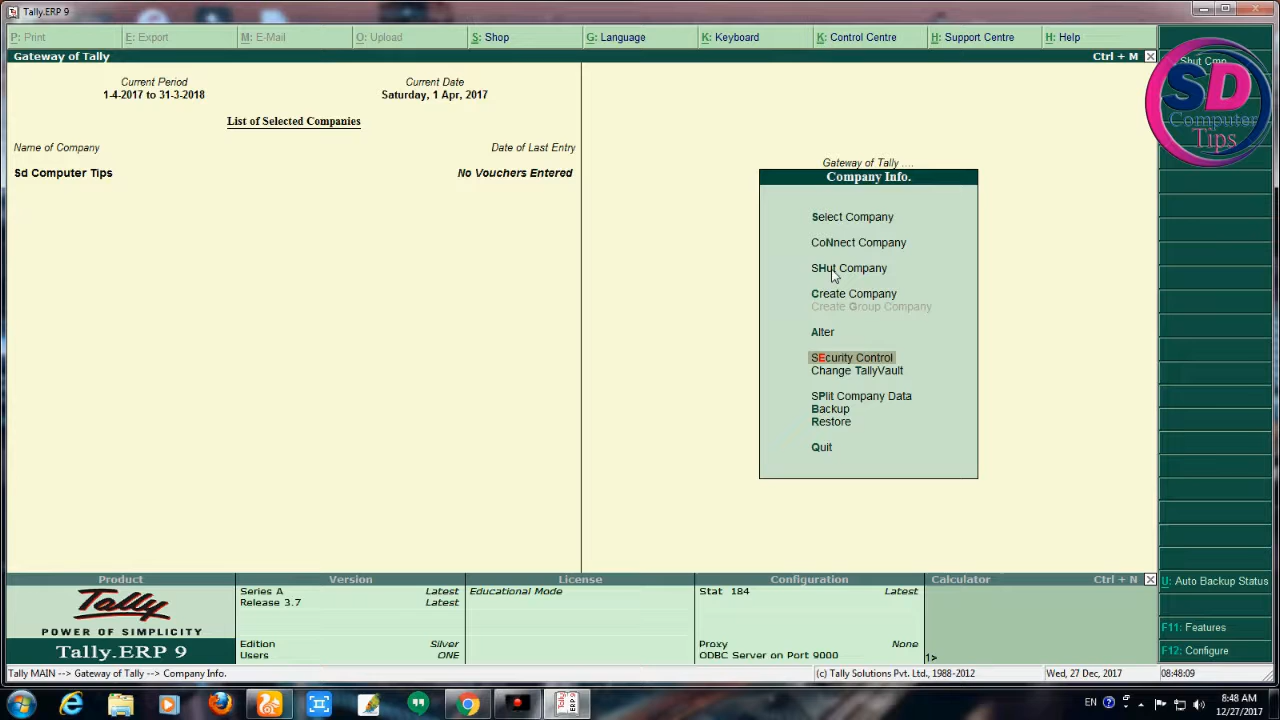 Tally.ERP 9
P: Print
E: Export
M: E-Mail
O: Upload
S: Shop
G: Language
K: Keyboard
K: Control Centre
H: Support Centre
H: Help
Gateway of Tally
Ctrl + M
Shut Cmp
SD
Computer
Tips
Current Period
1-4-2017 to 31-3-2018
Current Date
Saturday, 1 Apr, 2017
List of Selected Companies
Name of Company
Date of Last Entry
Sd Computer Tips
No Vouchers Entered
Gateway of Tally ....
Company Info.
Select Company
CoNnect Company
SHut Company
Create Company
Create Group Company
Alter
SEcurity Control
Change TallyVault
SPlit Company Data
Backup
Restore
Quit
Product
Version
License
Configuration
Calculator
Ctrl + N
U: Auto Backup Status
Tally
POWER OF SIMPLICITY
Tally.ERP 9
Series A
Latest
Release 3.7
Latest
Edition
Silver
Users
ONE
Educational Mode
Stat 184
Latest
Proxy
None
ODBC Server on Port 9000
1>
F11: Features
F12: Configure
Tally MAIN --> Gateway of Tally --> Company Info.
(c) Tally Solutions Pvt. Ltd., 1988-2012
Wed, 27 Dec, 2017
08:48:09
EN
8:48 AM
12/27/2017